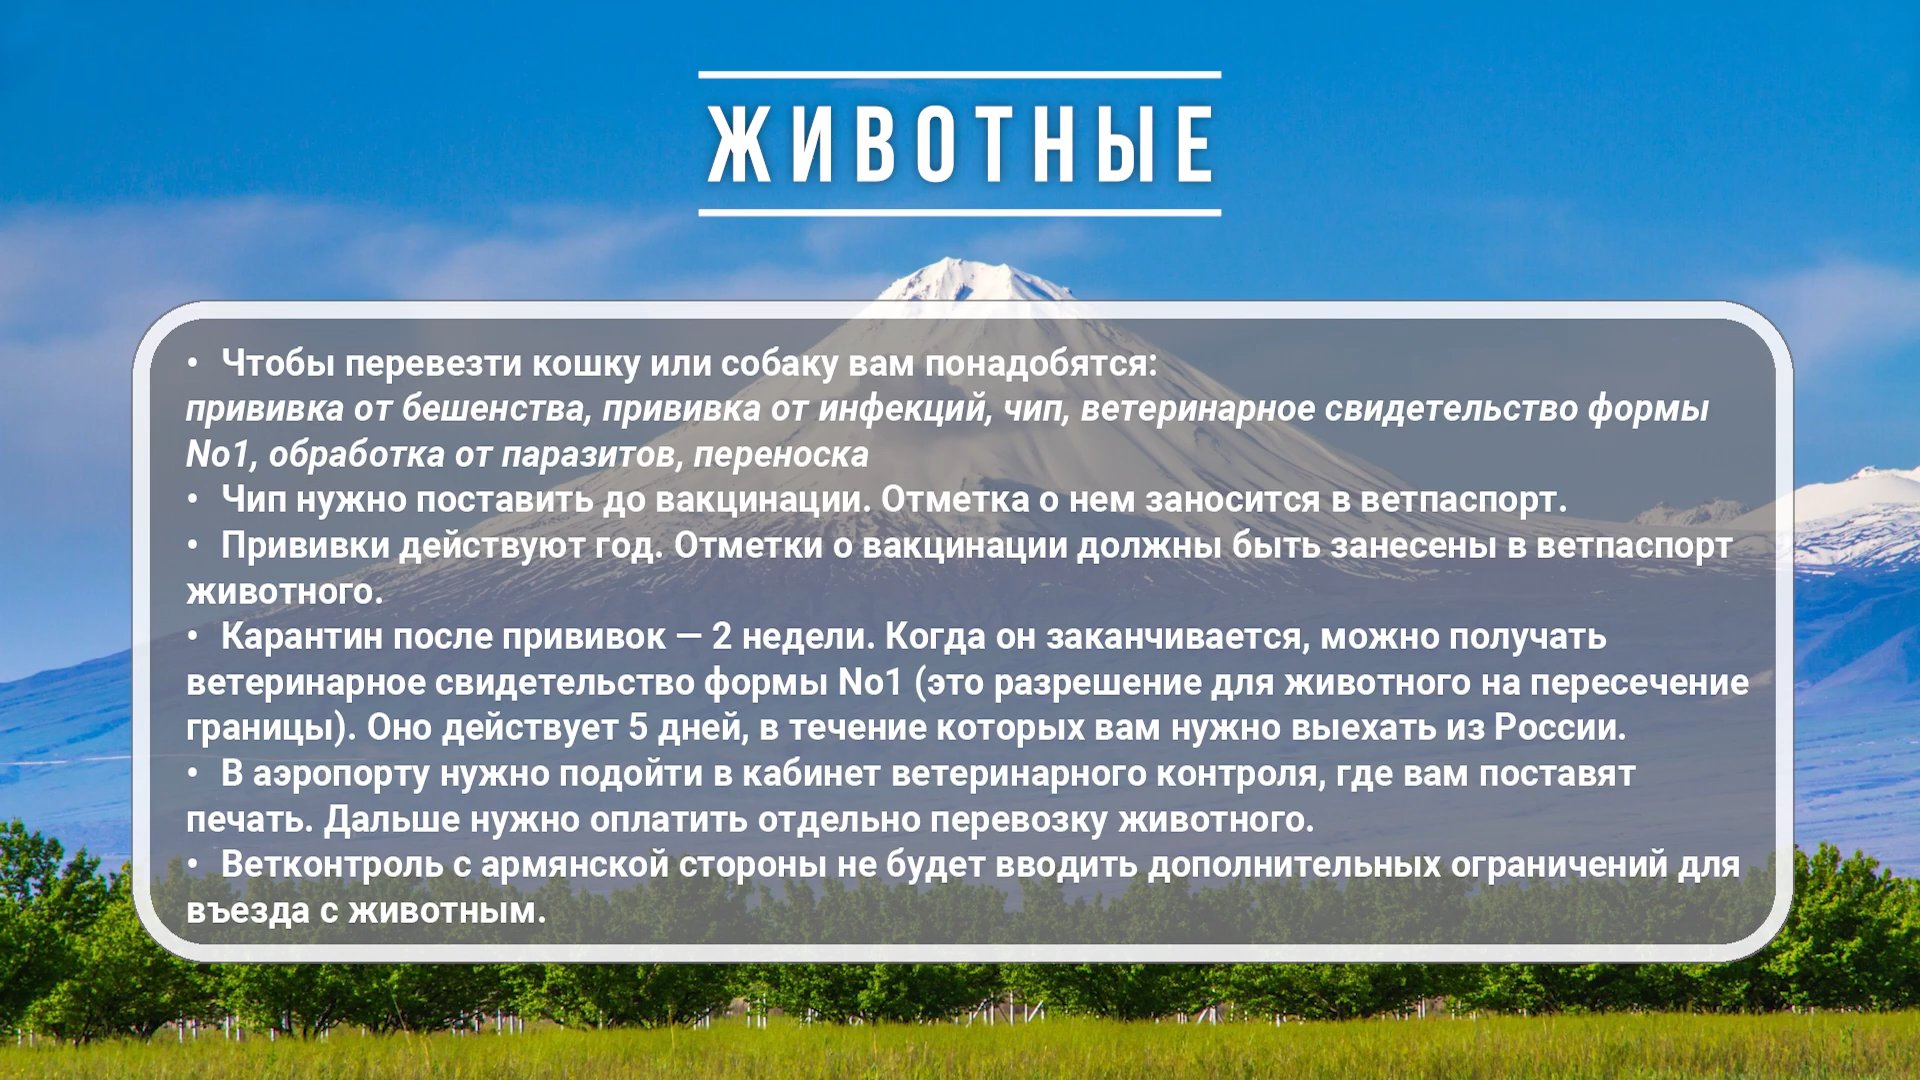 ЖИВОТНЫЕ
• Чтобы перевезти кошку или собаку вам понадобятся:
прививка от бешенства, прививка от инфекций, чип, ветеринарное свидетельство формы
No1, обработка от паразитов, переноска
• Чип нужно поставить до вакцинации. Отметка о нем заносится в ветпаспорт.
• Прививки действуют год. Отметки о вакцинации должны быть занесены в ветпаспорт
животного.
• Карантин после прививок — 2 недели. Когда он заканчивается, можно получать
ветеринарное свидетельство формы No1 (это разрешение для животного на пересечение
границы). Оно действует 5 дней, в течение которых вам нужно выехать из России.
• В аэропорту нужно подойти в кабинет ветеринарного контроля, где вам поставят
печать. Дальше нужно оплатить отдельно перевозку животного.
• Ветконтроль с армянской стороны не будет вводить дополнительных ограничений для
въезда с животным.